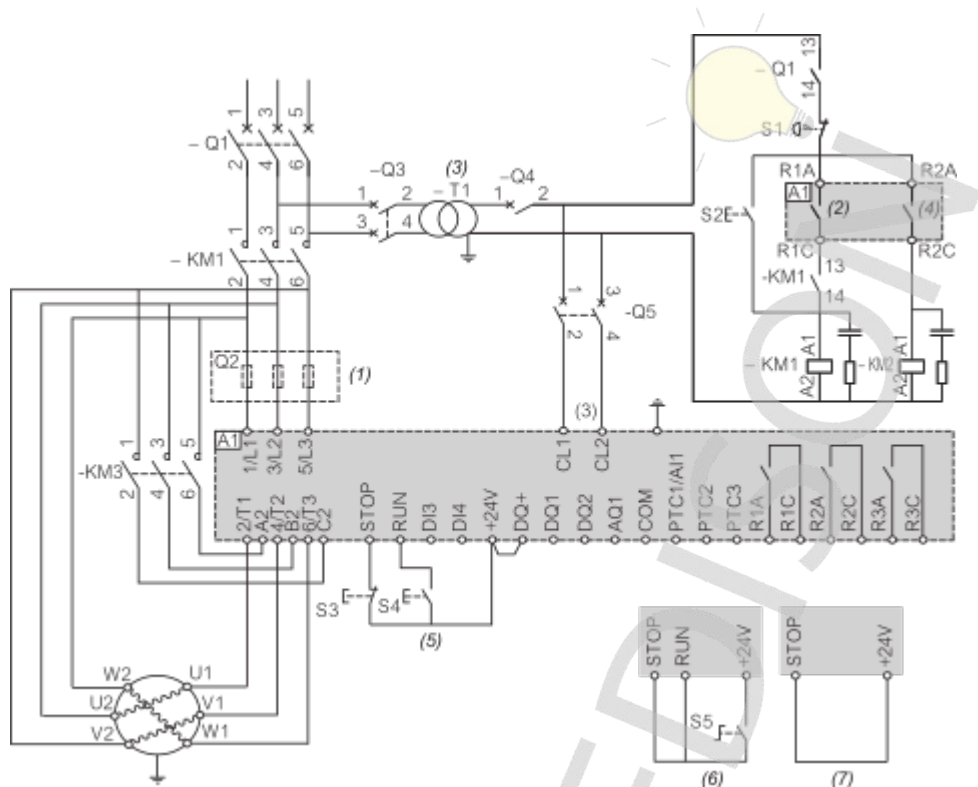 13
– Q1
14
S1
1 3 5
– Q1
2 4 6
–Q3
1 2
3 4
(3)
– T1
–Q4
1 2
R1A R2A
A1
(2) (4)
S2
R1C R2C
-KM1
13
14
1 3 5
– KM1
2 4 6
1 3
-Q5
2 4
A1 A1
– KM1 – KM2
A2 A2
Q2
(1)
(3)
A1
1/L1 3/L2 5/L3
CL1 CL2
1 3 5
-KM3
2 4 6
2/T1 A2 4/T2 B2 6/T3 C2 STOP RUN DI3 DI4 +24V DQ+ DQ1 DQ2 AQ1 COM PTC1/AI1 PTC2 PTC3 R1A R1C R2A R2C R3A R3C
S3 S4
(5)
STOP RUN +24V
S5
(6)
STOP +24V
(7)
W2 U1
U2 V1
V2 W1
EDISON